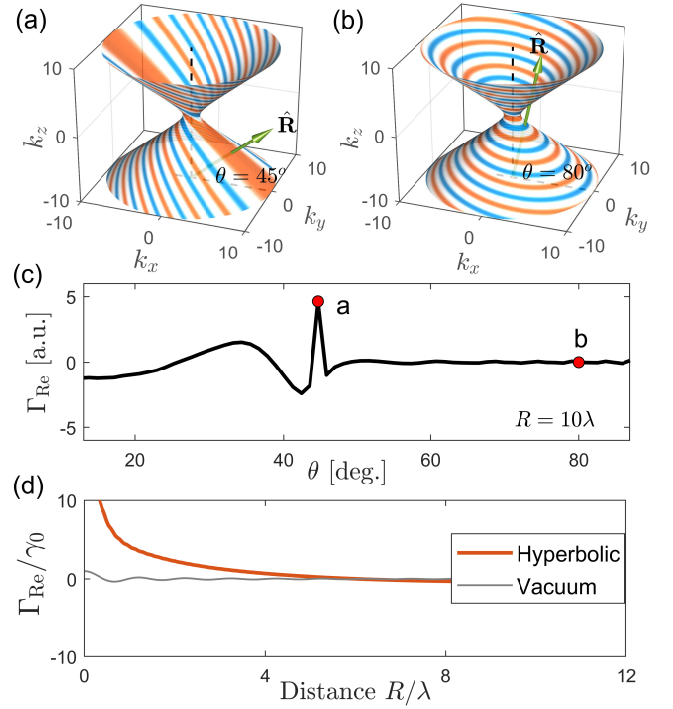 (a)
10
0
-10
k_z
-10
0
10
k_x
-10
0
10
k_y
R̂
θ = 45°
(b)
10
0
-10
k_z
-10
0
10
k_x
-10
0
10
k_y
R̂
θ = 80°
(c)
5
0
-5
Γ_Re [a.u.]
a
b
R = 10λ
20
40
60
80
θ [deg.]
(d)
10
0
-10
Γ_Re/γ_0
Hyperbolic
Vacuum
0
4
8
12
Distance R/λ